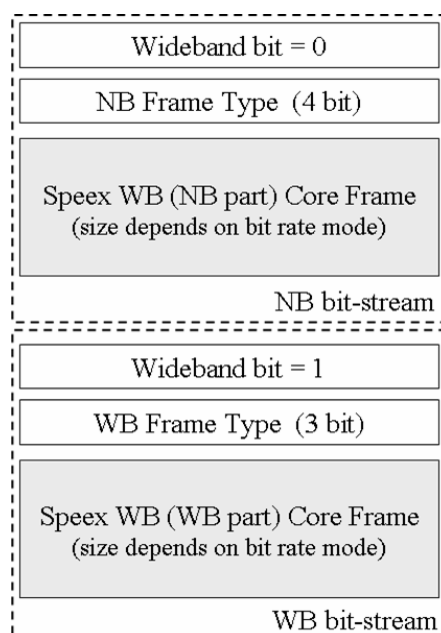 Wideband bit = 0
NB Frame Type (4 bit)
Speex WB (NB part) Core Frame
(size depends on bit rate mode)
NB bit-stream
Wideband bit = 1
WB Frame Type (3 bit)
Speex WB (WB part) Core Frame
(size depends on bit rate mode)
WB bit-stream